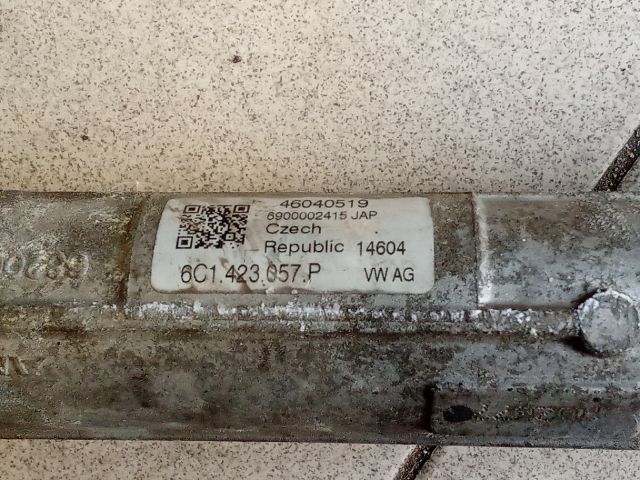 46040519
6900002415 JAP
Czech
Republic 14604
6C1.423.057.P VW AG